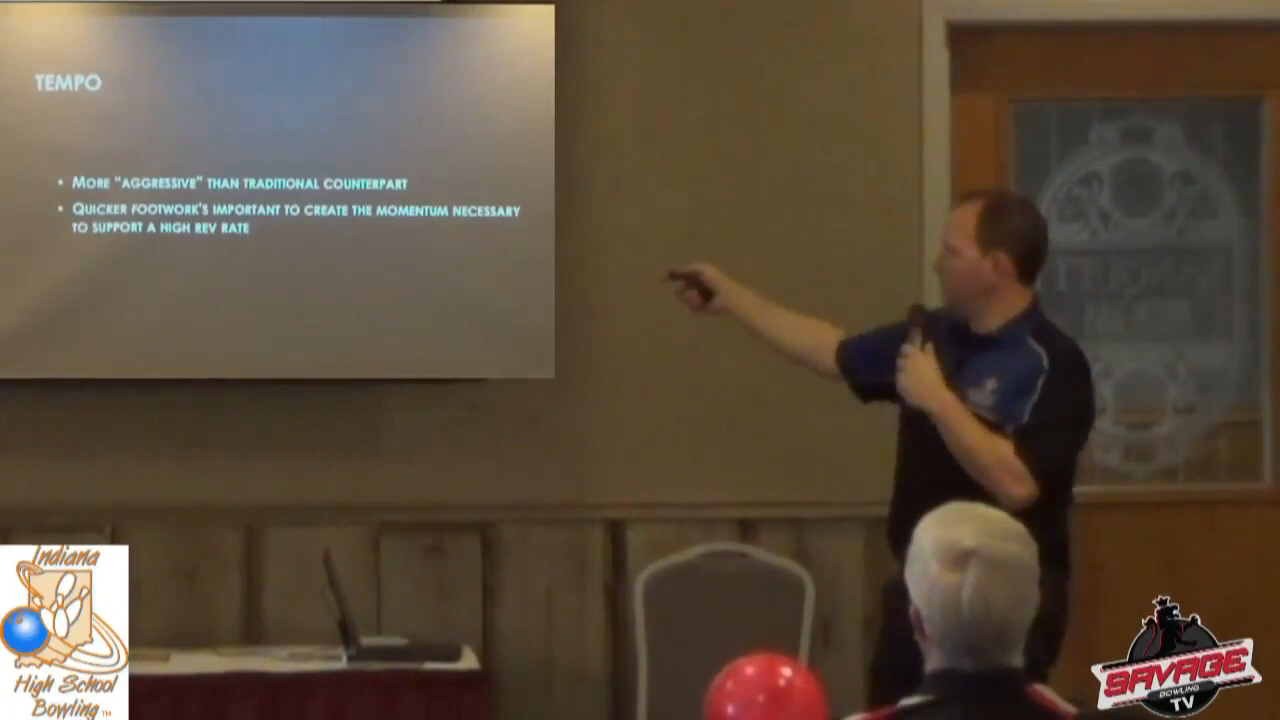 TEMPO
• MORE “AGGRESSIVE” THAN TRADITIONAL COUNTERPART
• QUICKER FOOTWORK'S IMPORTANT TO CREATE THE MOMENTUM NECESSARY
TO SUPPORT A HIGH REV RATE
Indiana
High School
Bowling™
SAVAGE
BOWLING
TV